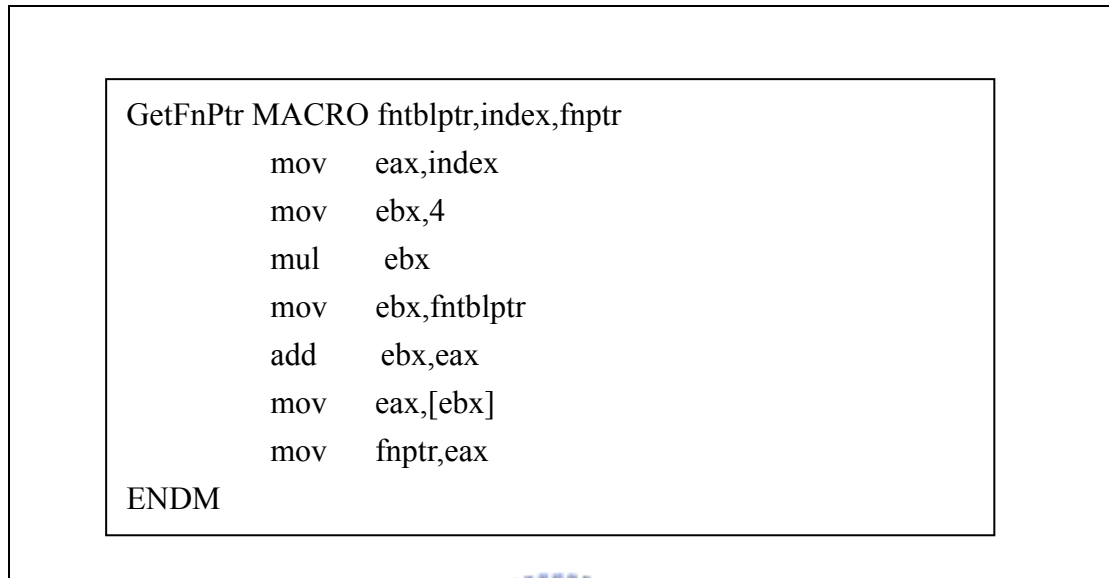 GetFnPtr MACRO fntblptr,index,fnptr
mov eax,index
mov ebx,4
mul ebx
mov ebx,fntblptr
add ebx,eax
mov eax,[ebx]
mov fnptr,eax
ENDM